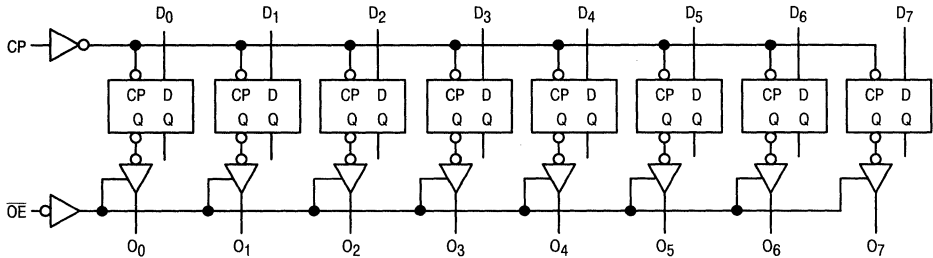 D0 D1 D2 D3 D4 D5 D6 D7
CP
CP D CP D CP D CP D CP D CP D CP D CP D
Q Q Q Q Q Q Q Q Q Q Q Q Q Q Q Q
OE
O0 O1 O2 O3 O4 O5 O6 O7